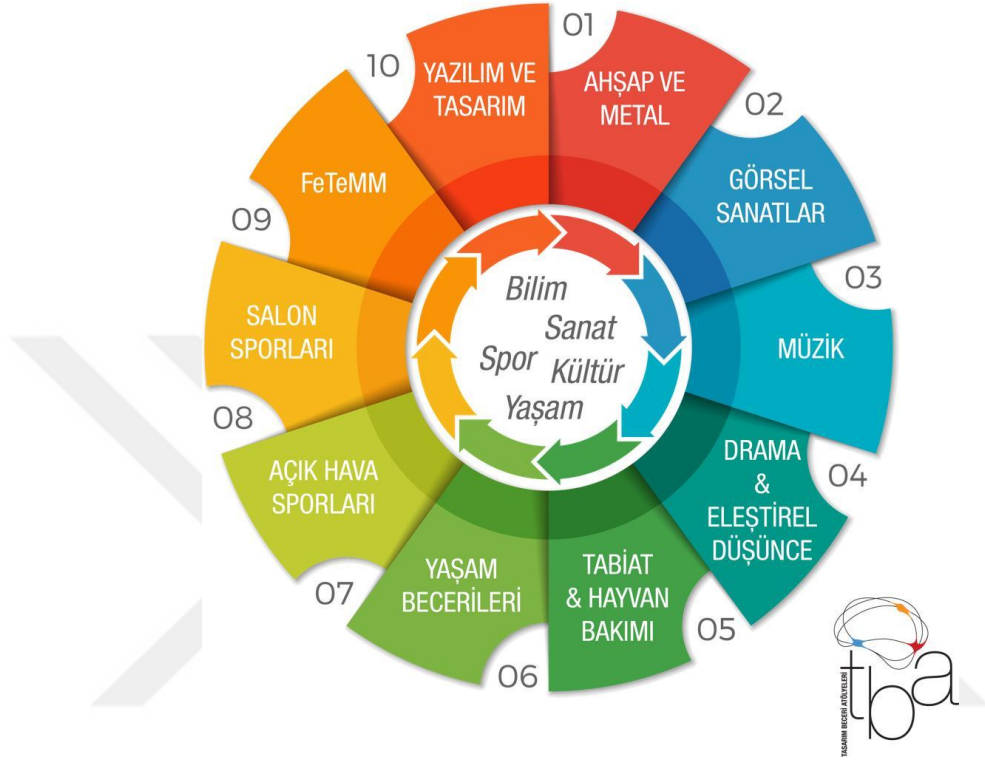 01
AHŞAP VE
METAL
02
GÖRSEL
SANATLAR
03
MÜZİK
04
DRAMA
&
ELEŞTİREL
DÜŞÜNCE
05
TABİAT
& HAYVAN
BAKIMI
06
YAŞAM
BECERİLERİ
07
AÇIK HAVA
SPORLARI
08
SALON
SPORLARI
09
FeTeMM
10
YAZILIM VE
TASARIM
Bilim
Sanat
Spor Kültür
Yaşam
TASARIM BECERİ ATÖLYELERİ
tba